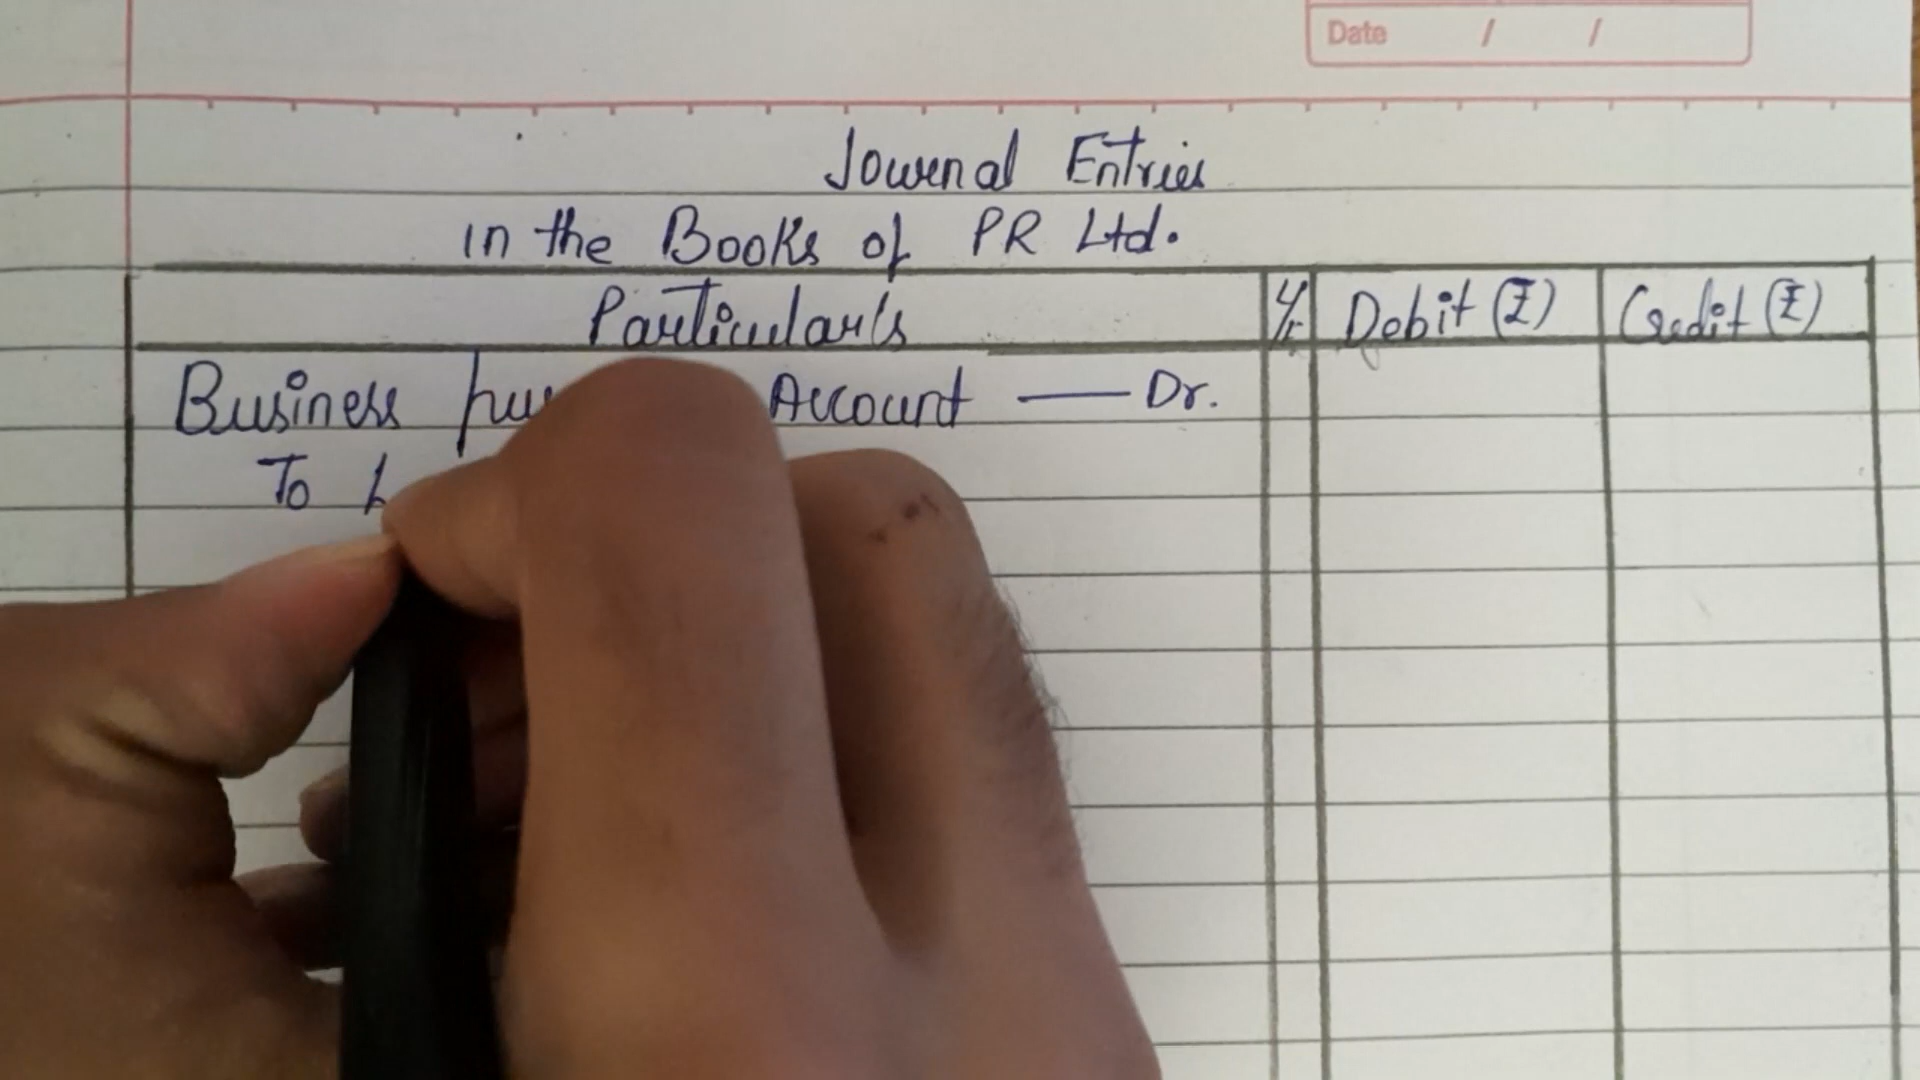 Date / /
Journal Entries
in the Books of PR Ltd.
Particulars L/F Debit (₹) Credit (₹)
Business Account — Dr.
To